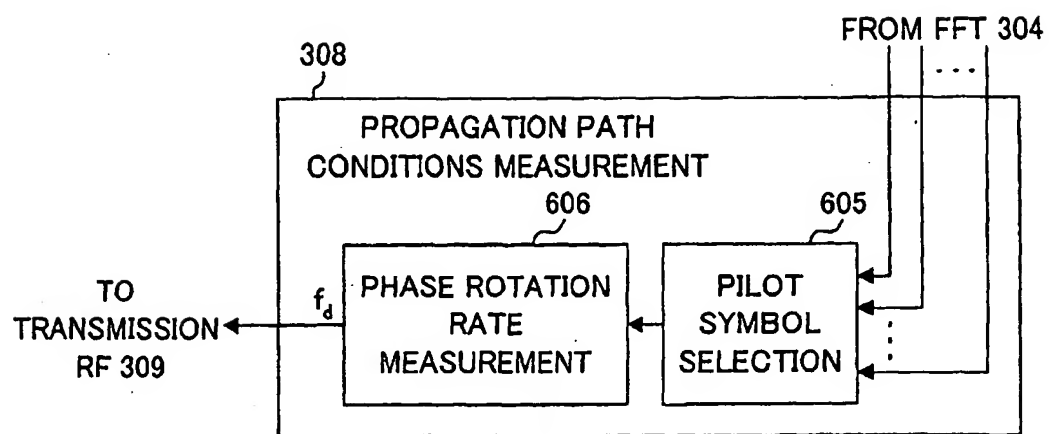 FROM FFT 304
308
PROPAGATION PATH
CONDITIONS MEASUREMENT
606
605
TO
TRANSMISSION
RF 309
fd
PHASE ROTATION
RATE
MEASUREMENT
PILOT
SYMBOL
SELECTION